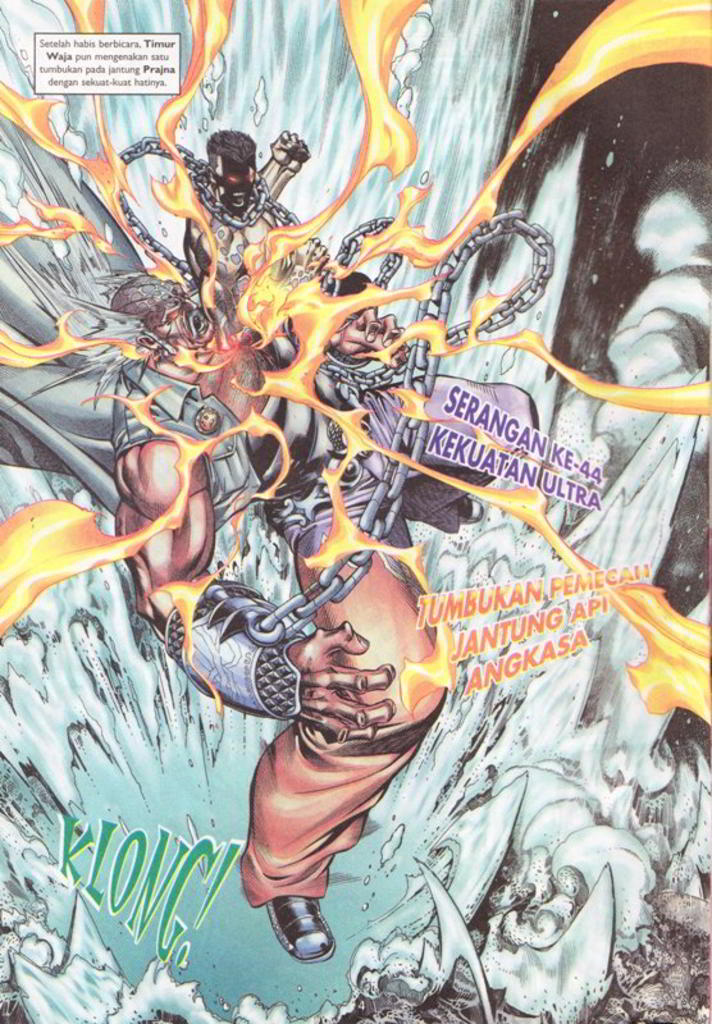 Setelah habis berbicara, Timur
Waja pun mengenakan satu
tumbukan pada jantung Prajna
dengan sekuat-kuat hatinya.
SERANGAN KE-44
KEKUATAN ULTRA
TUMBUKAN PEMECAH
JANTUNG API
ANGKASA
KLONG!
4